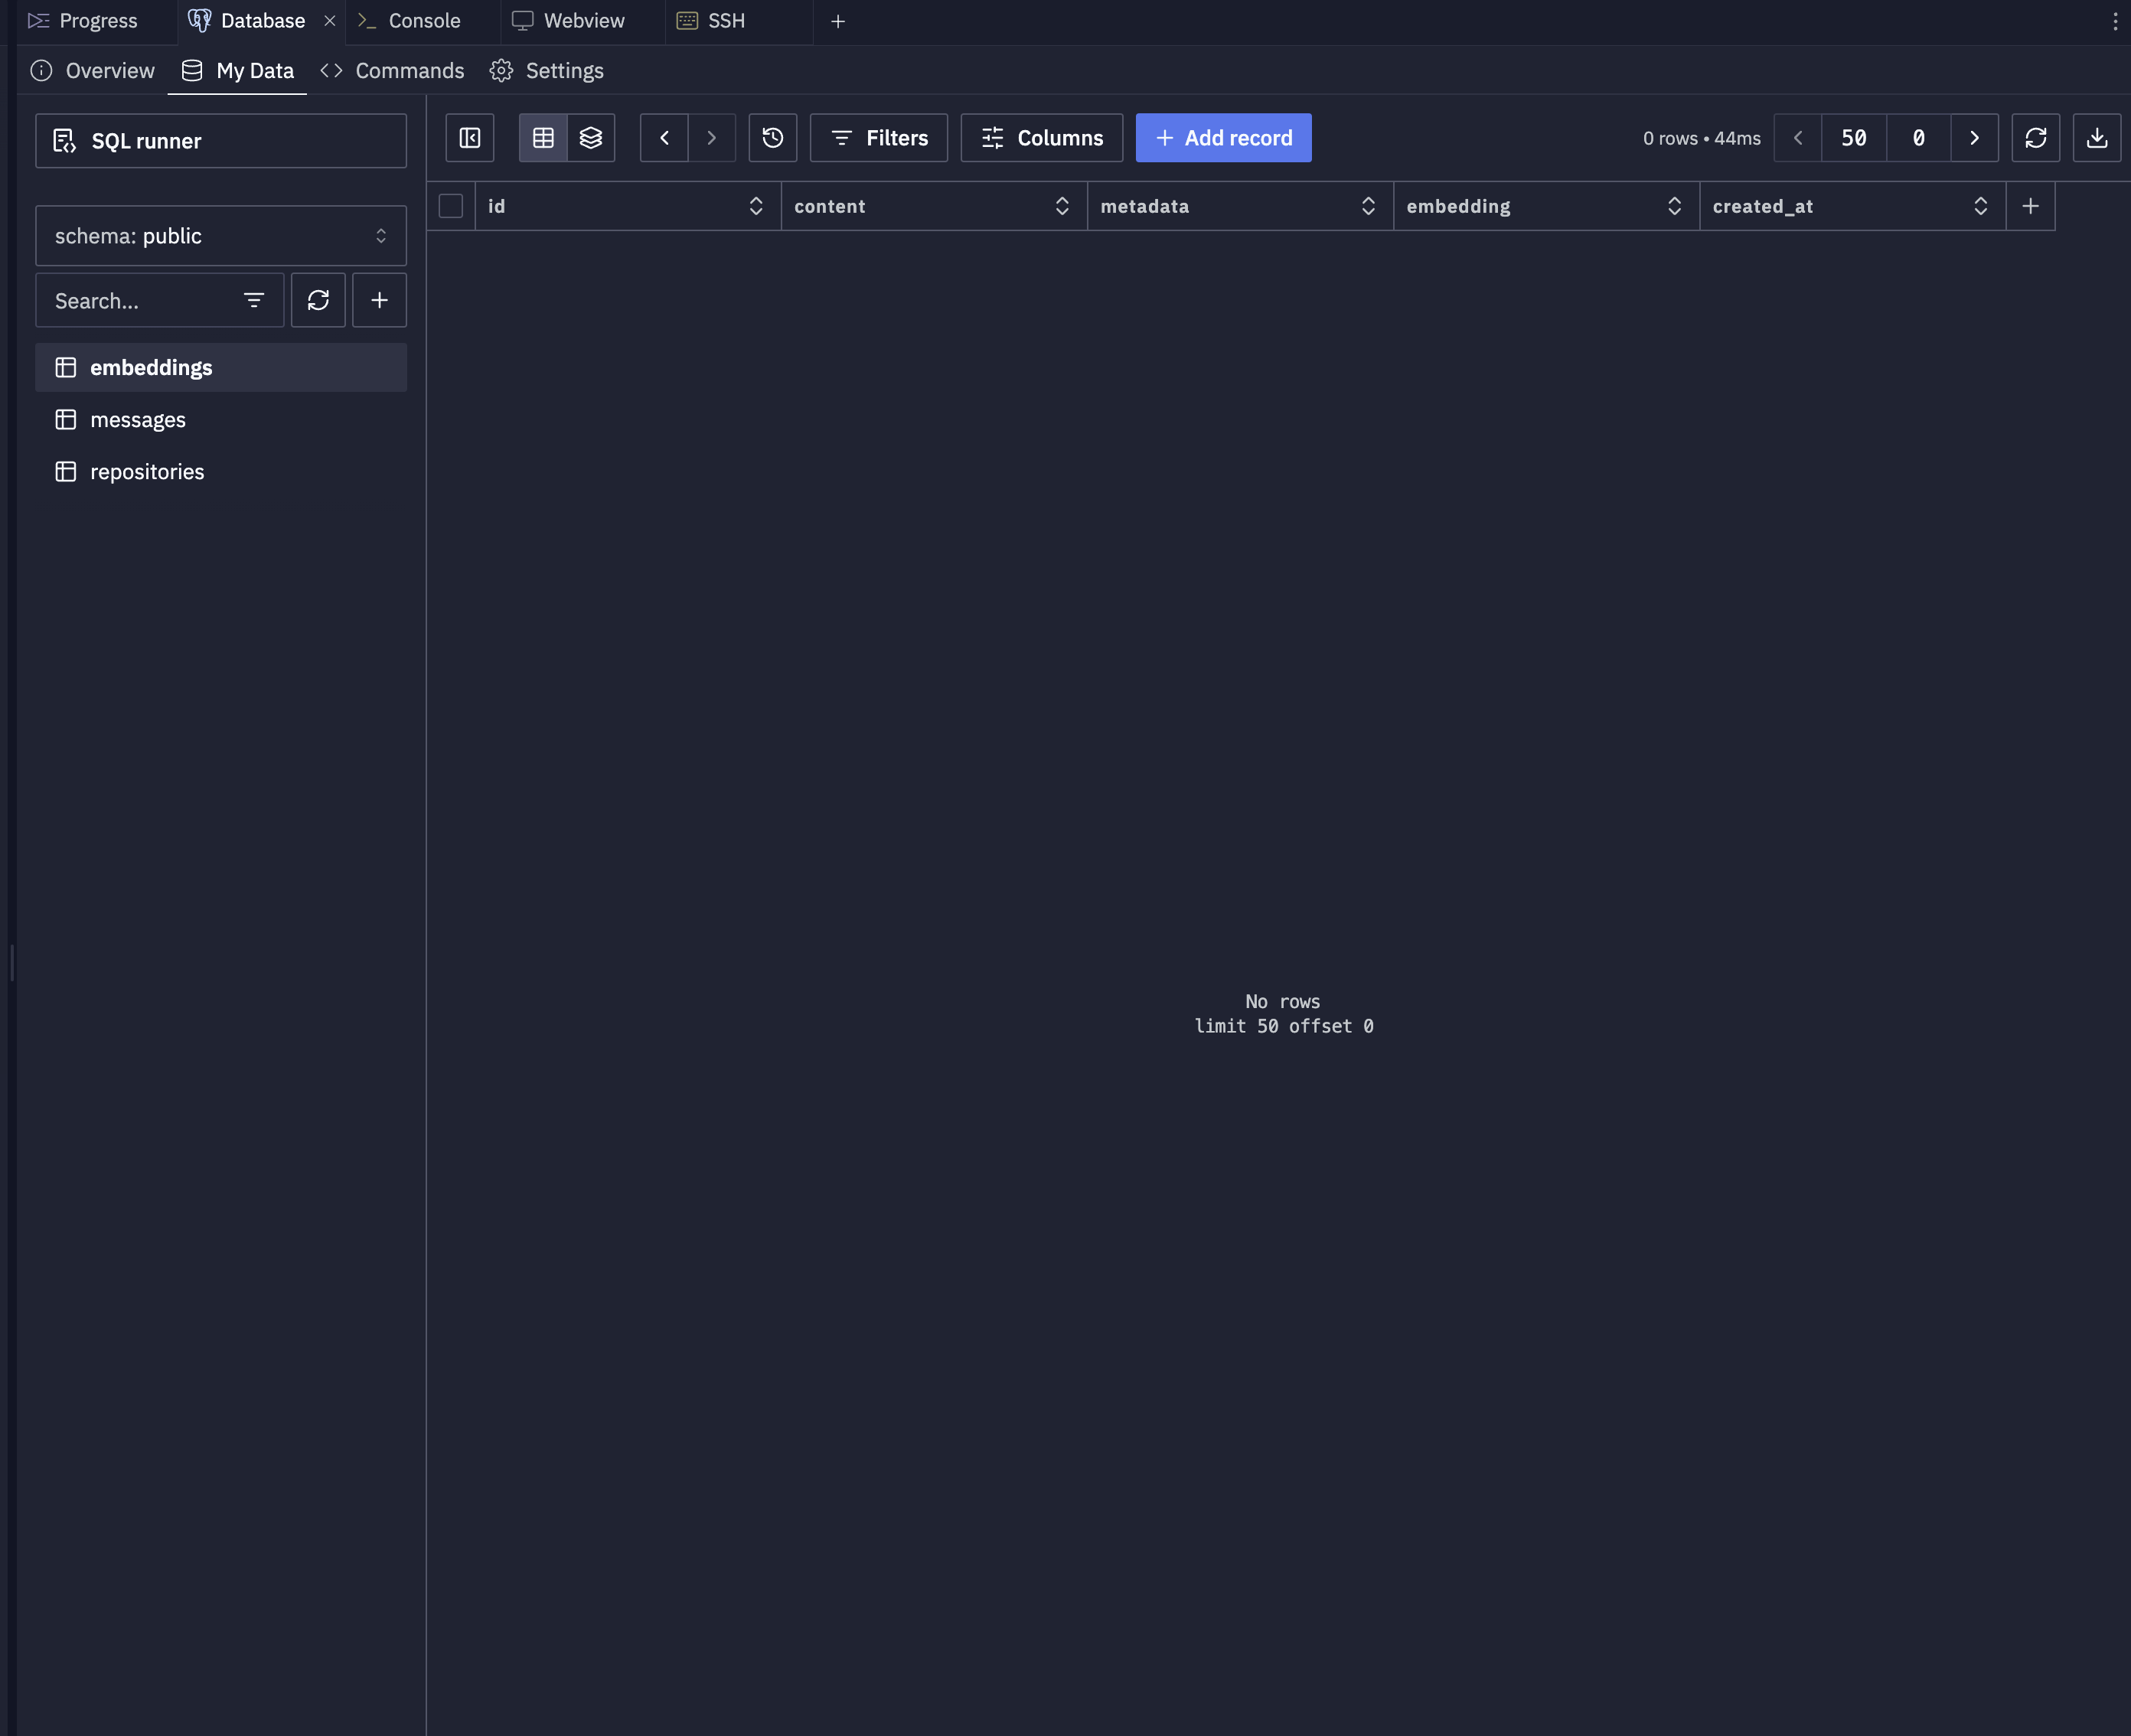 Progress Database Console Webview SSH
Overview My Data Commands Settings
SQL runner
Filters Columns Add record 0 rows • 44ms 50 0
schema: public
Search...
embeddings
messages
repositories
id content metadata embedding created_at
No rows
limit 50 offset 0